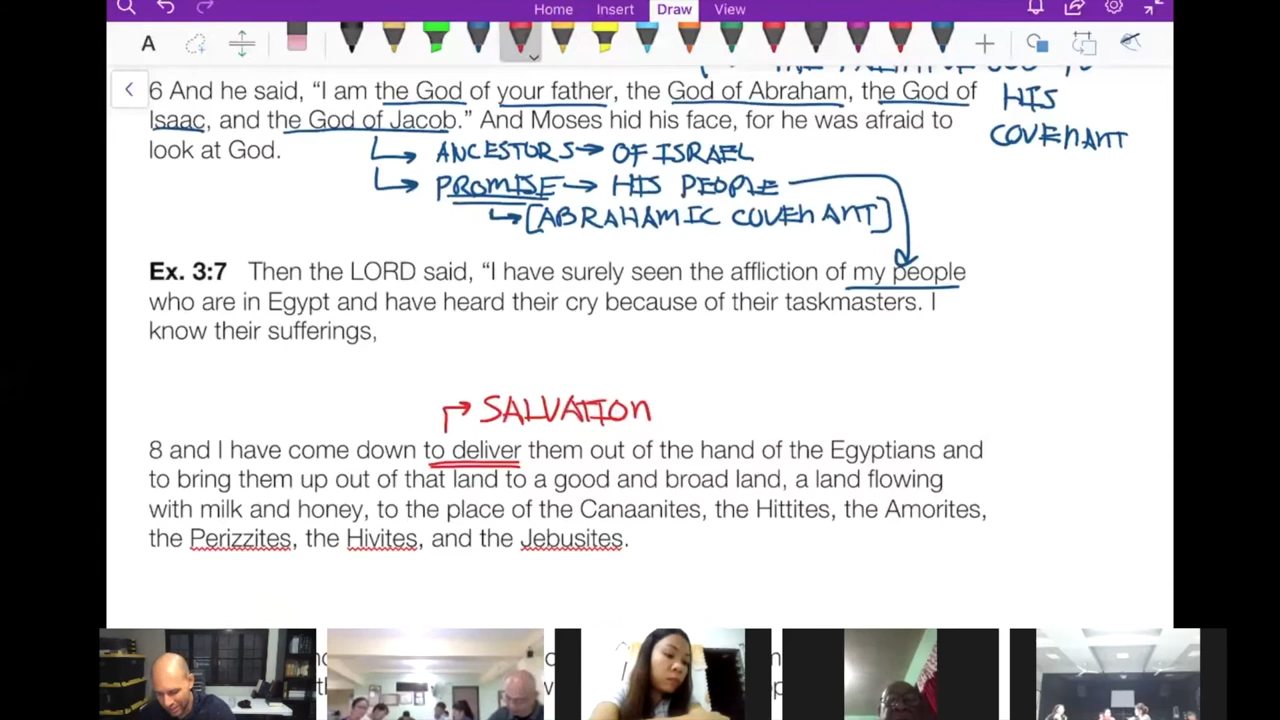 Home Insert Draw View
A
6 And he said, “I am the God of your father, the God of Abraham, the God of
HIS
Isaac, and the God of Jacob.” And Moses hid his face, for he was afraid to
COVENANT
look at God.
ANCESTORS → OF ISRAEL
PROMISE → HIS PEOPLE
[ABRAHAMIC COVENANT]
Ex. 3:7 Then the LORD said, “I have surely seen the affliction of my people
who are in Egypt and have heard their cry because of their taskmasters. I
know their sufferings,
SALVATION
8 and I have come down to deliver them out of the hand of the Egyptians and
to bring them up out of that land to a good and broad land, a land flowing
with milk and honey, to the place of the Canaanites, the Hittites, the Amorites,
the Perizzites, the Hivites, and the Jebusites.